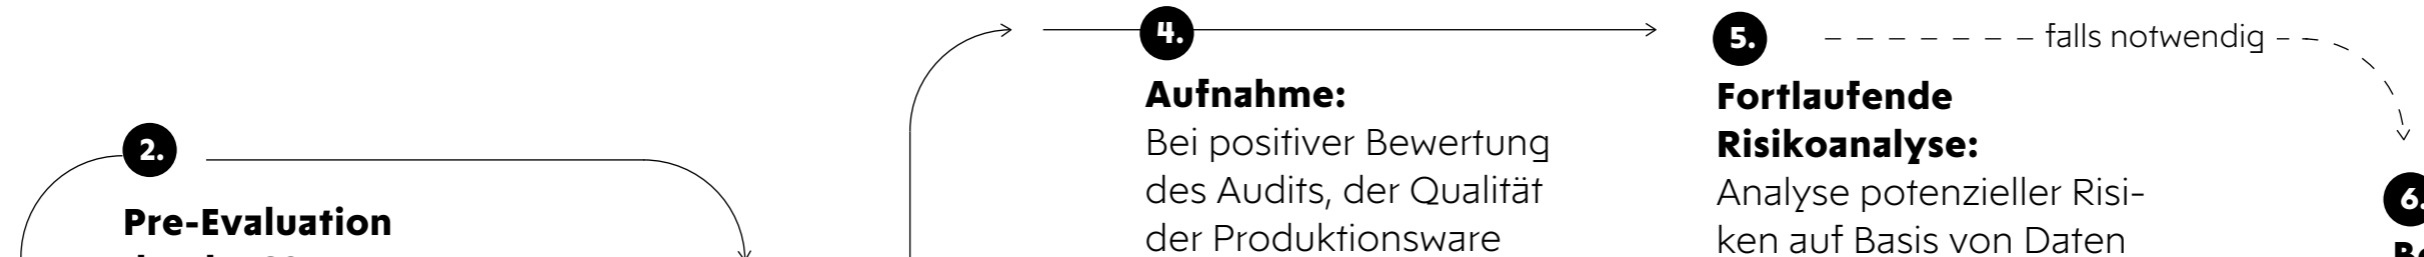 2.
Pre-Evaluation
4.
Aufnahme:
Bei positiver Bewertung
des Audits, der Qualität
der Produktionsware
5.
falls notwendig
Fortlaufende
Risikoanalyse:
Analyse potenzieller Risi-
ken auf Basis von Daten
6.